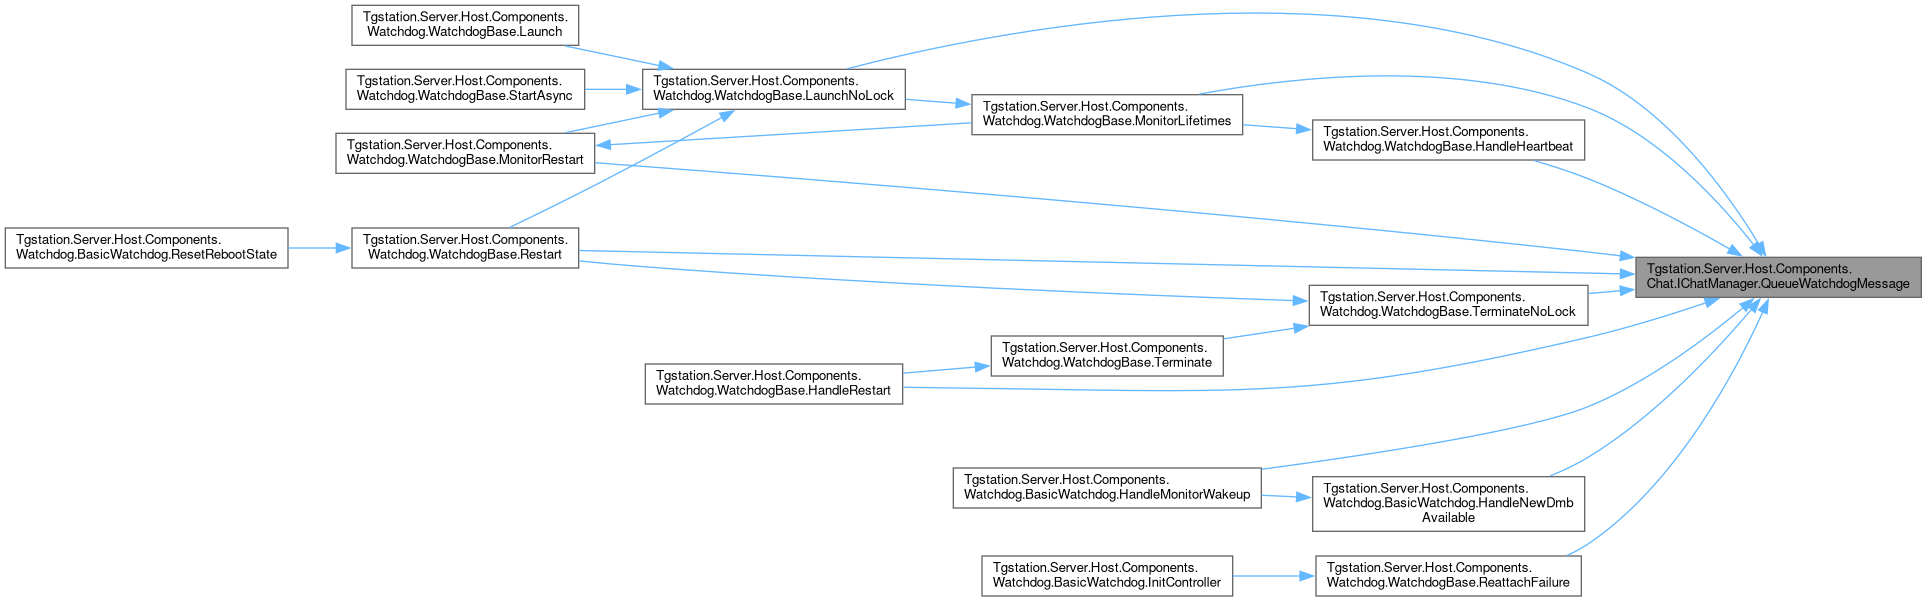 Tgstation.Server.Host.Components.
Watchdog.WatchdogBase.Launch
Tgstation.Server.Host.Components.
Watchdog.WatchdogBase.StartAsync
Tgstation.Server.Host.Components.
Watchdog.WatchdogBase.LaunchNoLock
Tgstation.Server.Host.Components.
Watchdog.WatchdogBase.MonitorLifetimes
Tgstation.Server.Host.Components.
Watchdog.WatchdogBase.HandleHeartbeat
Tgstation.Server.Host.Components.
Watchdog.WatchdogBase.MonitorRestart
Tgstation.Server.Host.Components.
Watchdog.BasicWatchdog.ResetRebootState
Tgstation.Server.Host.Components.
Watchdog.WatchdogBase.Restart
Tgstation.Server.Host.Components.
Chat.IChatManager.QueueWatchdogMessage
Tgstation.Server.Host.Components.
Watchdog.WatchdogBase.TerminateNoLock
Tgstation.Server.Host.Components.
Watchdog.WatchdogBase.Terminate
Tgstation.Server.Host.Components.
Watchdog.WatchdogBase.HandleRestart
Tgstation.Server.Host.Components.
Watchdog.BasicWatchdog.HandleMonitorWakeup
Tgstation.Server.Host.Components.
Watchdog.BasicWatchdog.HandleNewDmb
Available
Tgstation.Server.Host.Components.
Watchdog.BasicWatchdog.InitController
Tgstation.Server.Host.Components.
Watchdog.WatchdogBase.ReattachFailure